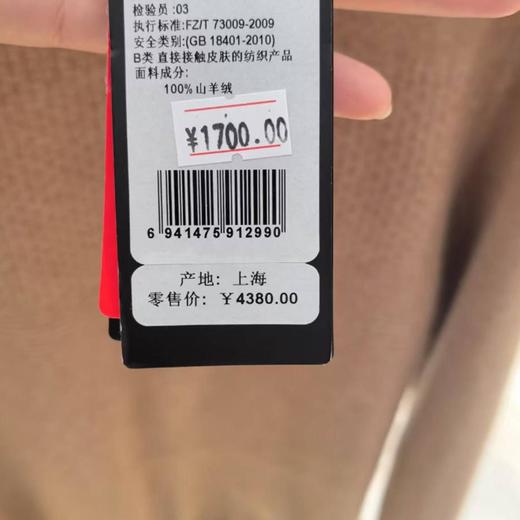 检验员:03
执行标准:FZ/T 73009-2009
安全类别:(GB 18401-2010)
B类 直接接触皮肤的纺织产品
面料成分:
100%山羊绒
¥1700.00
6 941475 912990
产地: 上海
零售价: ¥4380.00